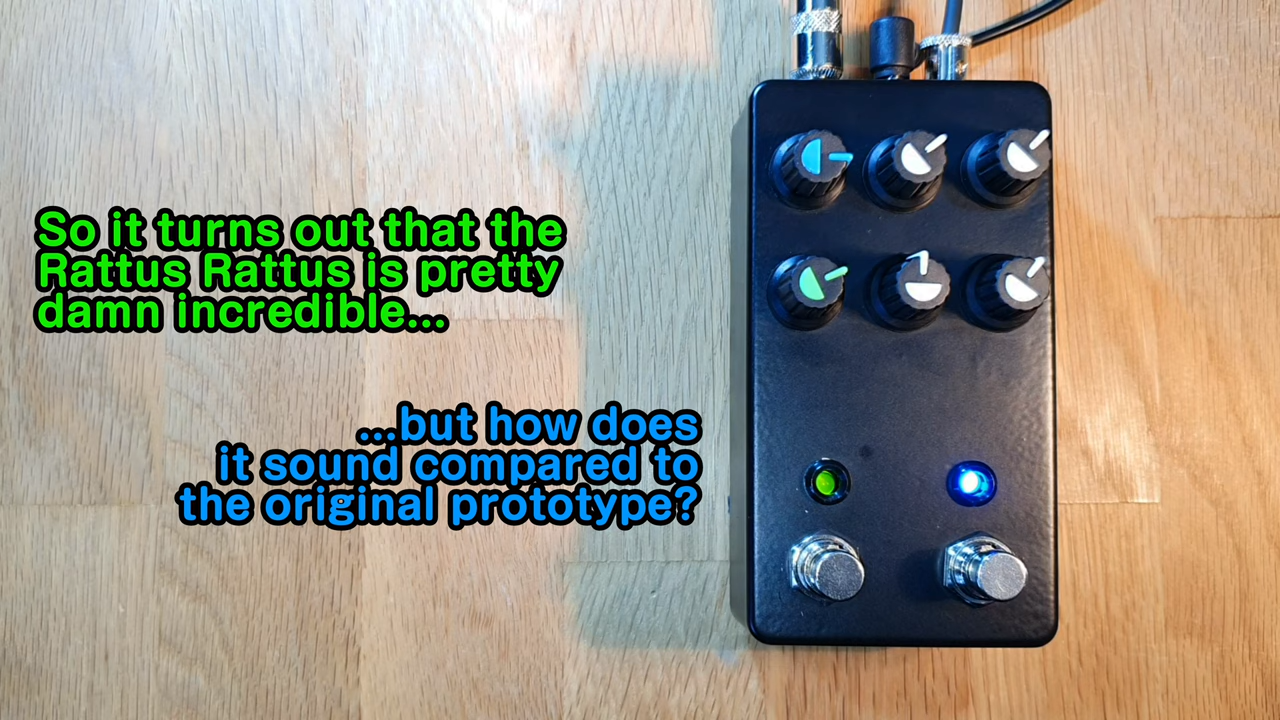 So it turns out that the
Rattus Rattus is pretty
damn incredible...
...but how does
it sound compared to
the original prototype?